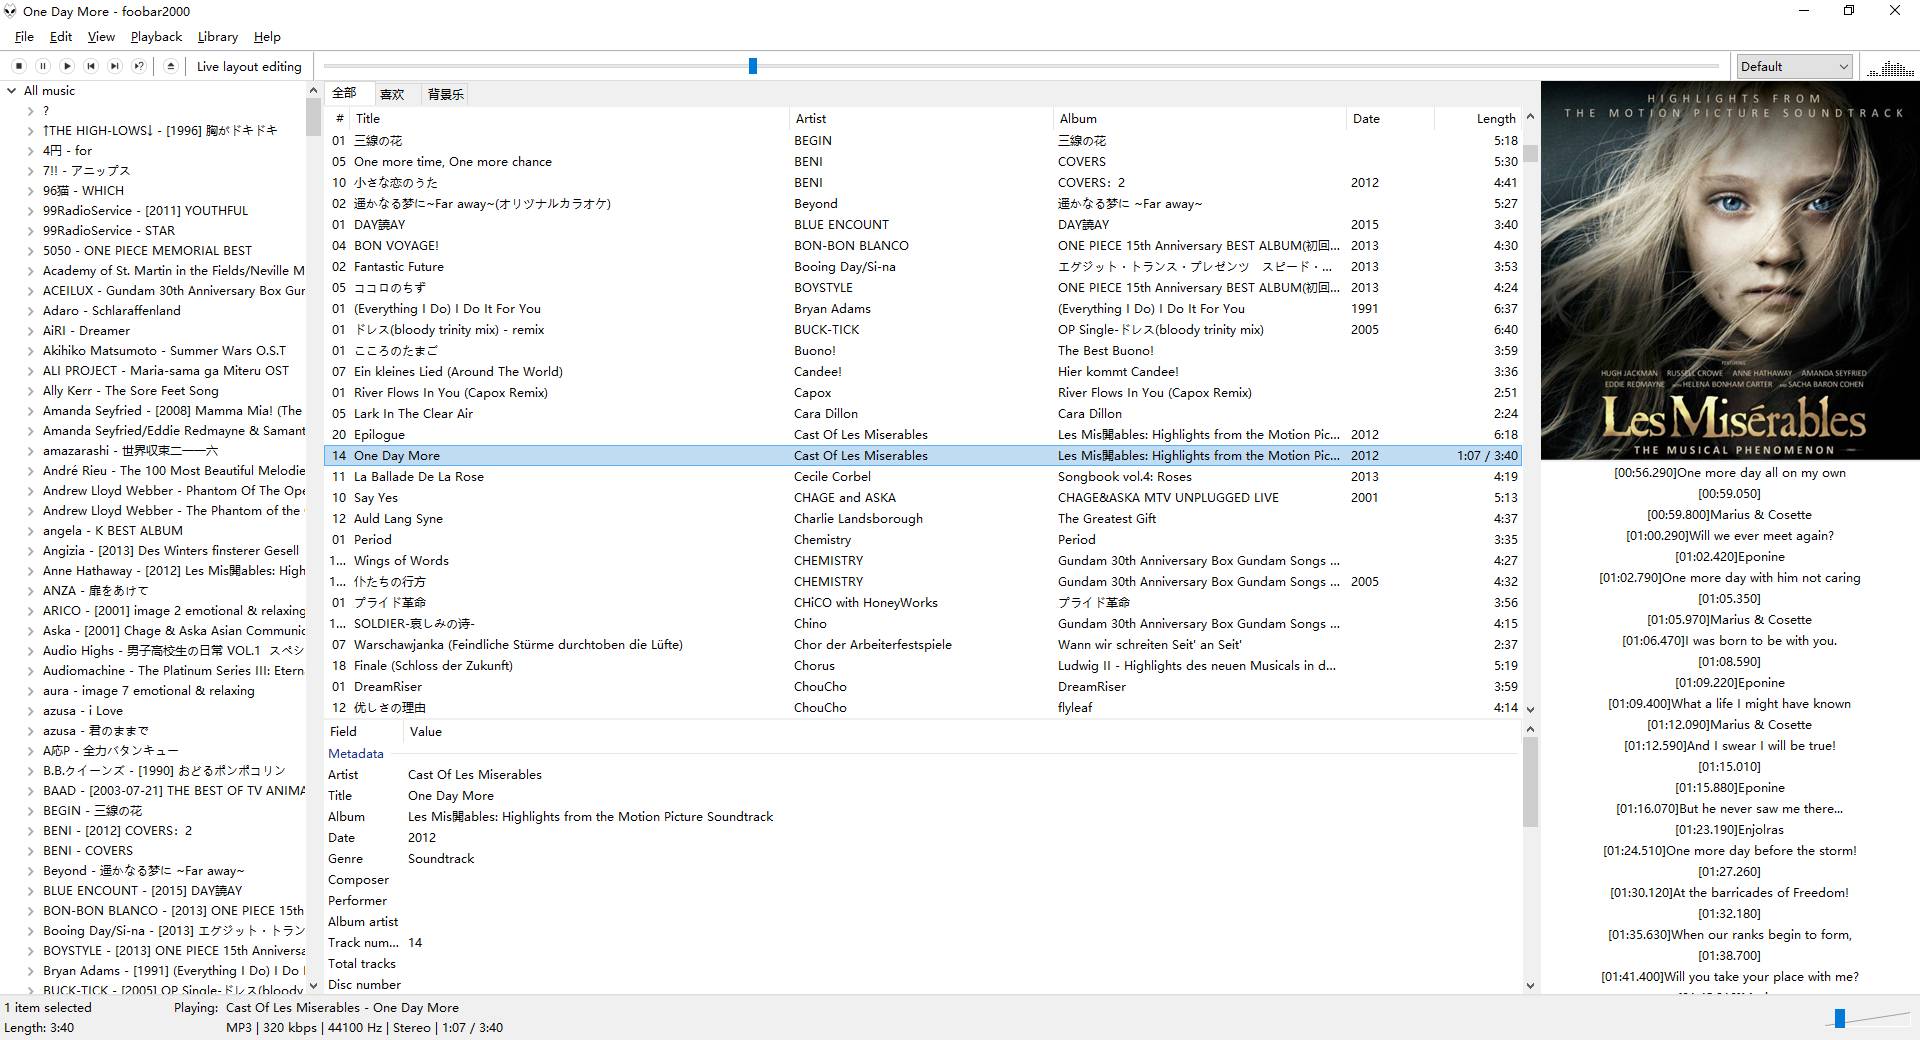 One Day More - foobar2000
File Edit View Playback Library Help
Live layout editing
Default
All music
?
↑THE HIGH-LOWS↓ - [1996] 胸がドキドキ
4円 - for
7!! - アニップス
96猫 - WHICH
99RadioService - [2011] YOUTHFUL
99RadioService - STAR
5050 - ONE PIECE MEMORIAL BEST
Academy of St. Martin in the Fields/Neville M
ACEILUX - Gundam 30th Anniversary Box Gur
Adaro - Schlaraffenland
AiRI - Dreamer
Akihiko Matsumoto - Summer Wars O.S.T
ALI PROJECT - Maria-sama ga Miteru OST
Ally Kerr - The Sore Feet Song
Amanda Seyfried - [2008] Mamma Mia! (The
Amanda Seyfried/Eddie Redmayne & Samant
amazarashi - 世界収束二一一六
André Rieu - The 100 Most Beautiful Melodie
Andrew Lloyd Webber - Phantom Of The Ope
Andrew Lloyd Webber - The Phantom of the
angela - K BEST ALBUM
Angizia - [2013] Des Winters finsterer Gesell
Anne Hathaway - [2012] Les Mis閞ables: High
ANZA - 扉をあけて
ARICO - [2001] image 2 emotional & relaxing
Aska - [2001] Chage & Aska Asian Communic
Audio Highs - 男子高校生の日常 VOL.1 スペシ
Audiomachine - The Platinum Series III: Etern
aura - image 7 emotional & relaxing
azusa - i Love
azusa - 君のままで
A応P - 全力バタンキュー
B.B.クイーンズ - [1990] おどるポンポコリン
BAAD - [2003-07-21] THE BEST OF TV ANIMA
BEGIN - 三線の花
BENI - [2012] COVERS：2
BENI - COVERS
Beyond - 遥かなる梦に ~Far away~
BLUE ENCOUNT - [2015] DAY讀AY
BON-BON BLANCO - [2013] ONE PIECE 15th
Booing Day/Si-na - [2013] エグジット・トラン
BOYSTYLE - [2013] ONE PIECE 15th Anniversa
Bryan Adams - [1991] (Everything I Do) I Do I
BUCK-TICK - [2005] OP Single-ドレス(bloody
全部 喜欢 背景乐
# Title Artist Album Date Length
01 三線の花 BEGIN 三線の花 5:18
05 One more time, One more chance BENI COVERS 5:30
10 小さな恋のうた BENI COVERS：2 2012 4:41
02 遥かなる梦に~Far away~(オリヅナルカラオケ) Beyond 遥かなる梦に ~Far away~ 5:27
01 DAY讀AY BLUE ENCOUNT DAY讀AY 2015 3:40
04 BON VOYAGE! BON-BON BLANCO ONE PIECE 15th Anniversary BEST ALBUM(初回... 2013 4:30
02 Fantastic Future Booing Day/Si-na エグジット・トランス・プレゼンツ スピード・... 2013 3:53
05 ココロのちず BOYSTYLE ONE PIECE 15th Anniversary BEST ALBUM(初回... 2013 4:24
01 (Everything I Do) I Do It For You Bryan Adams (Everything I Do) I Do It For You 1991 6:37
01 ドレス(bloody trinity mix) - remix BUCK-TICK OP Single-ドレス(bloody trinity mix) 2005 6:40
01 こころのたまご Buono! The Best Buono! 3:59
07 Ein kleines Lied (Around The World) Candee! Hier kommt Candee! 3:36
01 River Flows In You (Capox Remix) Capox River Flows In You (Capox Remix) 2:51
05 Lark In The Clear Air Cara Dillon Cara Dillon 2:24
20 Epilogue Cast Of Les Miserables Les Mis閞ables: Highlights from the Motion Pic... 2012 6:18
14 One Day More Cast Of Les Miserables Les Mis閞ables: Highlights from the Motion Pic... 2012 1:07 / 3:40
11 La Ballade De La Rose Cecile Corbel Songbook vol.4: Roses 2013 4:19
10 Say Yes CHAGE and ASKA CHAGE&ASKA MTV UNPLUGGED LIVE 2001 5:13
12 Auld Lang Syne Charlie Landsborough The Greatest Gift 4:37
01 Period Chemistry Period 3:35
1... Wings of Words CHEMISTRY Gundam 30th Anniversary Box Gundam Songs ... 4:27
1... 仆たちの行方 CHEMISTRY Gundam 30th Anniversary Box Gundam Songs ... 2005 4:32
01 プライド革命 CHiCO with HoneyWorks プライド革命 3:56
1... SOLDIER-哀しみの诗- Chino Gundam 30th Anniversary Box Gundam Songs ... 4:15
07 Warschawjanka (Feindliche Stürme durchtoben die Lüfte) Chor der Arbeiterfestspiele Wann wir schreiten Seit' an Seit' 2:37
18 Finale (Schloss der Zukunft) Chorus Ludwig II - Highlights des neuen Musicals in d... 5:19
01 DreamRiser ChouCho DreamRiser 3:59
12 优しさの理由 ChouCho flyleaf 4:14
Field Value
Metadata
Artist Cast Of Les Miserables
Title One Day More
Album Les Mis閞ables: Highlights from the Motion Picture Soundtrack
Date 2012
Genre Soundtrack
Composer
Performer
Album artist
Track num... 14
Total tracks
Disc number
HIGHLIGHTS FROM
THE MOTION PICTURE SOUNDTRACK
FEATURING
HUGH JACKMAN RUSSELL CROWE ANNE HATHAWAY AMANDA SEYFRIED
EDDIE REDMAYNE WITH HELENA BONHAM CARTER AND SACHA BARON COHEN
Les Misérables
THE MUSICAL PHENOMENON
[00:56.290]One more day all on my own
[00:59.050]
[00:59.800]Marius & Cosette
[01:00.290]Will we ever meet again?
[01:02.420]Eponine
[01:02.790]One more day with him not caring
[01:05.350]
[01:05.970]Marius & Cosette
[01:06.470]I was born to be with you.
[01:08.590]
[01:09.220]Eponine
[01:09.400]What a life I might have known
[01:12.090]Marius & Cosette
[01:12.590]And I swear I will be true!
[01:15.010]
[01:15.880]Eponine
[01:16.070]But he never saw me there...
[01:23.190]Enjolras
[01:24.510]One more day before the storm!
[01:27.260]
[01:30.120]At the barricades of Freedom!
[01:32.180]
[01:35.630]When our ranks begin to form,
[01:38.700]
[01:41.400]Will you take your place with me?
1 item selected Playing: Cast Of Les Miserables - One Day More
Length: 3:40 MP3 | 320 kbps | 44100 Hz | Stereo | 1:07 / 3:40